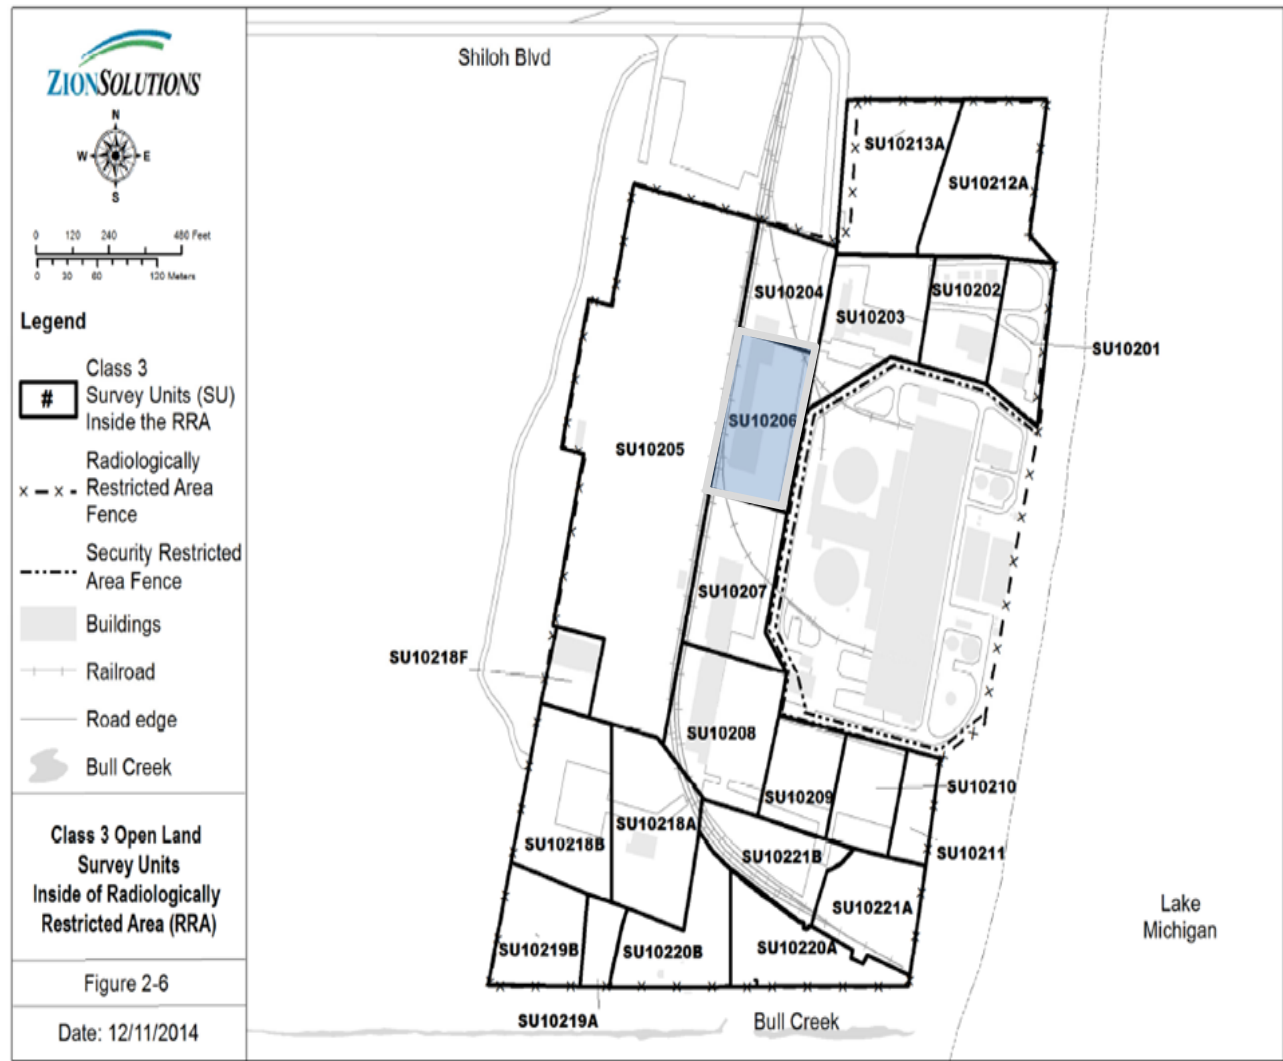 ZIONSOLUTIONS
N
W E
S
0 120 240 480 Feet
0 30 60 120 Meters
Legend
#
Class 3
Survey Units (SU)
Inside the RRA
Radiologically
Restricted Area
Fence
Security Restricted
Area Fence
Buildings
Railroad
Road edge
Bull Creek
Class 3 Open Land
Survey Units
Inside of Radiologically
Restricted Area (RRA)
Figure 2-6
Date: 12/11/2014
Shiloh Blvd
SU10213A
SU10212A
SU10204
SU10202
SU10203
SU10201
SU10206
SU10205
SU10207
SU10218F
SU10208
SU10210
SU10209
SU10218A
SU10218B
SU10211
SU10221B
SU10221A
Lake
Michigan
SU10219B
SU10220B
SU10220A
SU10219A
Bull Creek